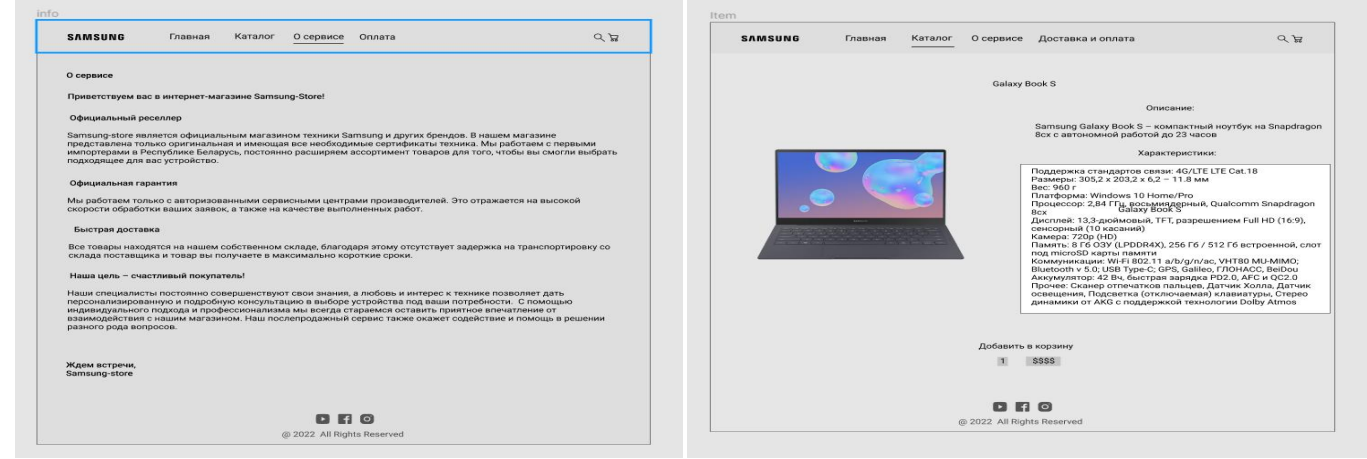 info
SAMSUNG Главная Каталог О сервисе Оплата
О сервисе
Приветствуем вас в интернет-магазине Samsung-Store!
Официальный реселлер
Samsung-store является официальным магазином техники Samsung и других брендов. В нашем магазине
представлена только оригинальная и имеющая все необходимые сертификаты техника. Мы работаем с первыми
импортерами в Республике Беларусь, постоянно расширяем ассортимент товаров для того, чтобы вы смогли выбрать
подходящее для вас устройство.
Официальная гарантия
Мы работаем только с авторизованными сервисными центрами производителей. Это отражается на высокой
скорости обработки ваших заявок, а также на качестве выполненных работ.
Быстрая доставка
Все товары находятся на нашем собственном складе, благодаря этому отсутствует задержка на транспортировку со
склада поставщика и товар вы получаете в максимально короткие сроки.
Наша цель – счастливый покупатель!
Наши специалисты постоянно совершенствуют свои знания, а любовь и интерес к технике позволяет дать
персонализированную и подробную консультацию в выборе устройства под ваши потребности. С помощью
индивидуального подхода и профессионализма мы всегда стараемся оставить приятное впечатление от
взаимодействия с нашим магазином. Наш послепродажный сервис также окажет содействие и помощь в решении
разного рода вопросов.
Ждем встречи,
Samsung-store
@ 2022 All Rights Reserved
Item
SAMSUNG Главная Каталог О сервисе Доставка и оплата
Galaxy Book S
Описание:
Samsung Galaxy Book S – компактный ноутбук на Snapdragon
8cx с автономной работой до 23 часов
Характеристики:
Поддержка стандартов связи: 4G/LTE LTE Cat.18
Размеры: 305,2 x 203,2 x 6,2 – 11.8 мм
Вес: 960 г
Платформа: Windows 10 Home/Pro
Процессор: 2,84 ГГц, восьмиядерный, Qualcomm Snapdragon
8cx
Galaxy Book S
Дисплей: 13,3-дюймовый, TFT, разрешением Full HD (16:9),
сенсорный (10 касаний)
Камера: 720p (HD)
Память: 8 Гб ОЗУ (LPDDR4X), 256 Гб / 512 Гб встроенной, слот
под microSD карты памяти
Коммуникации: Wi-Fi 802.11 a/b/g/n/ac, VHT80 MU-MIMO;
Bluetooth v 5.0; USB Type-C; GPS, Galileo, ГЛОНАСС, BeiDou
Аккумулятор: 42 Вч, быстрая зарядка PD2.0, AFC и QC2.0
Прочее: Сканер отпечатков пальцев, Датчик Холла, Датчик
освещения, Подсветка (отключаемая) клавиатуры, Стерео
динамики от AKG с поддержкой технологии Dolby Atmos
Добавить в корзину
1 $$$$
@ 2022 All Rights Reserved